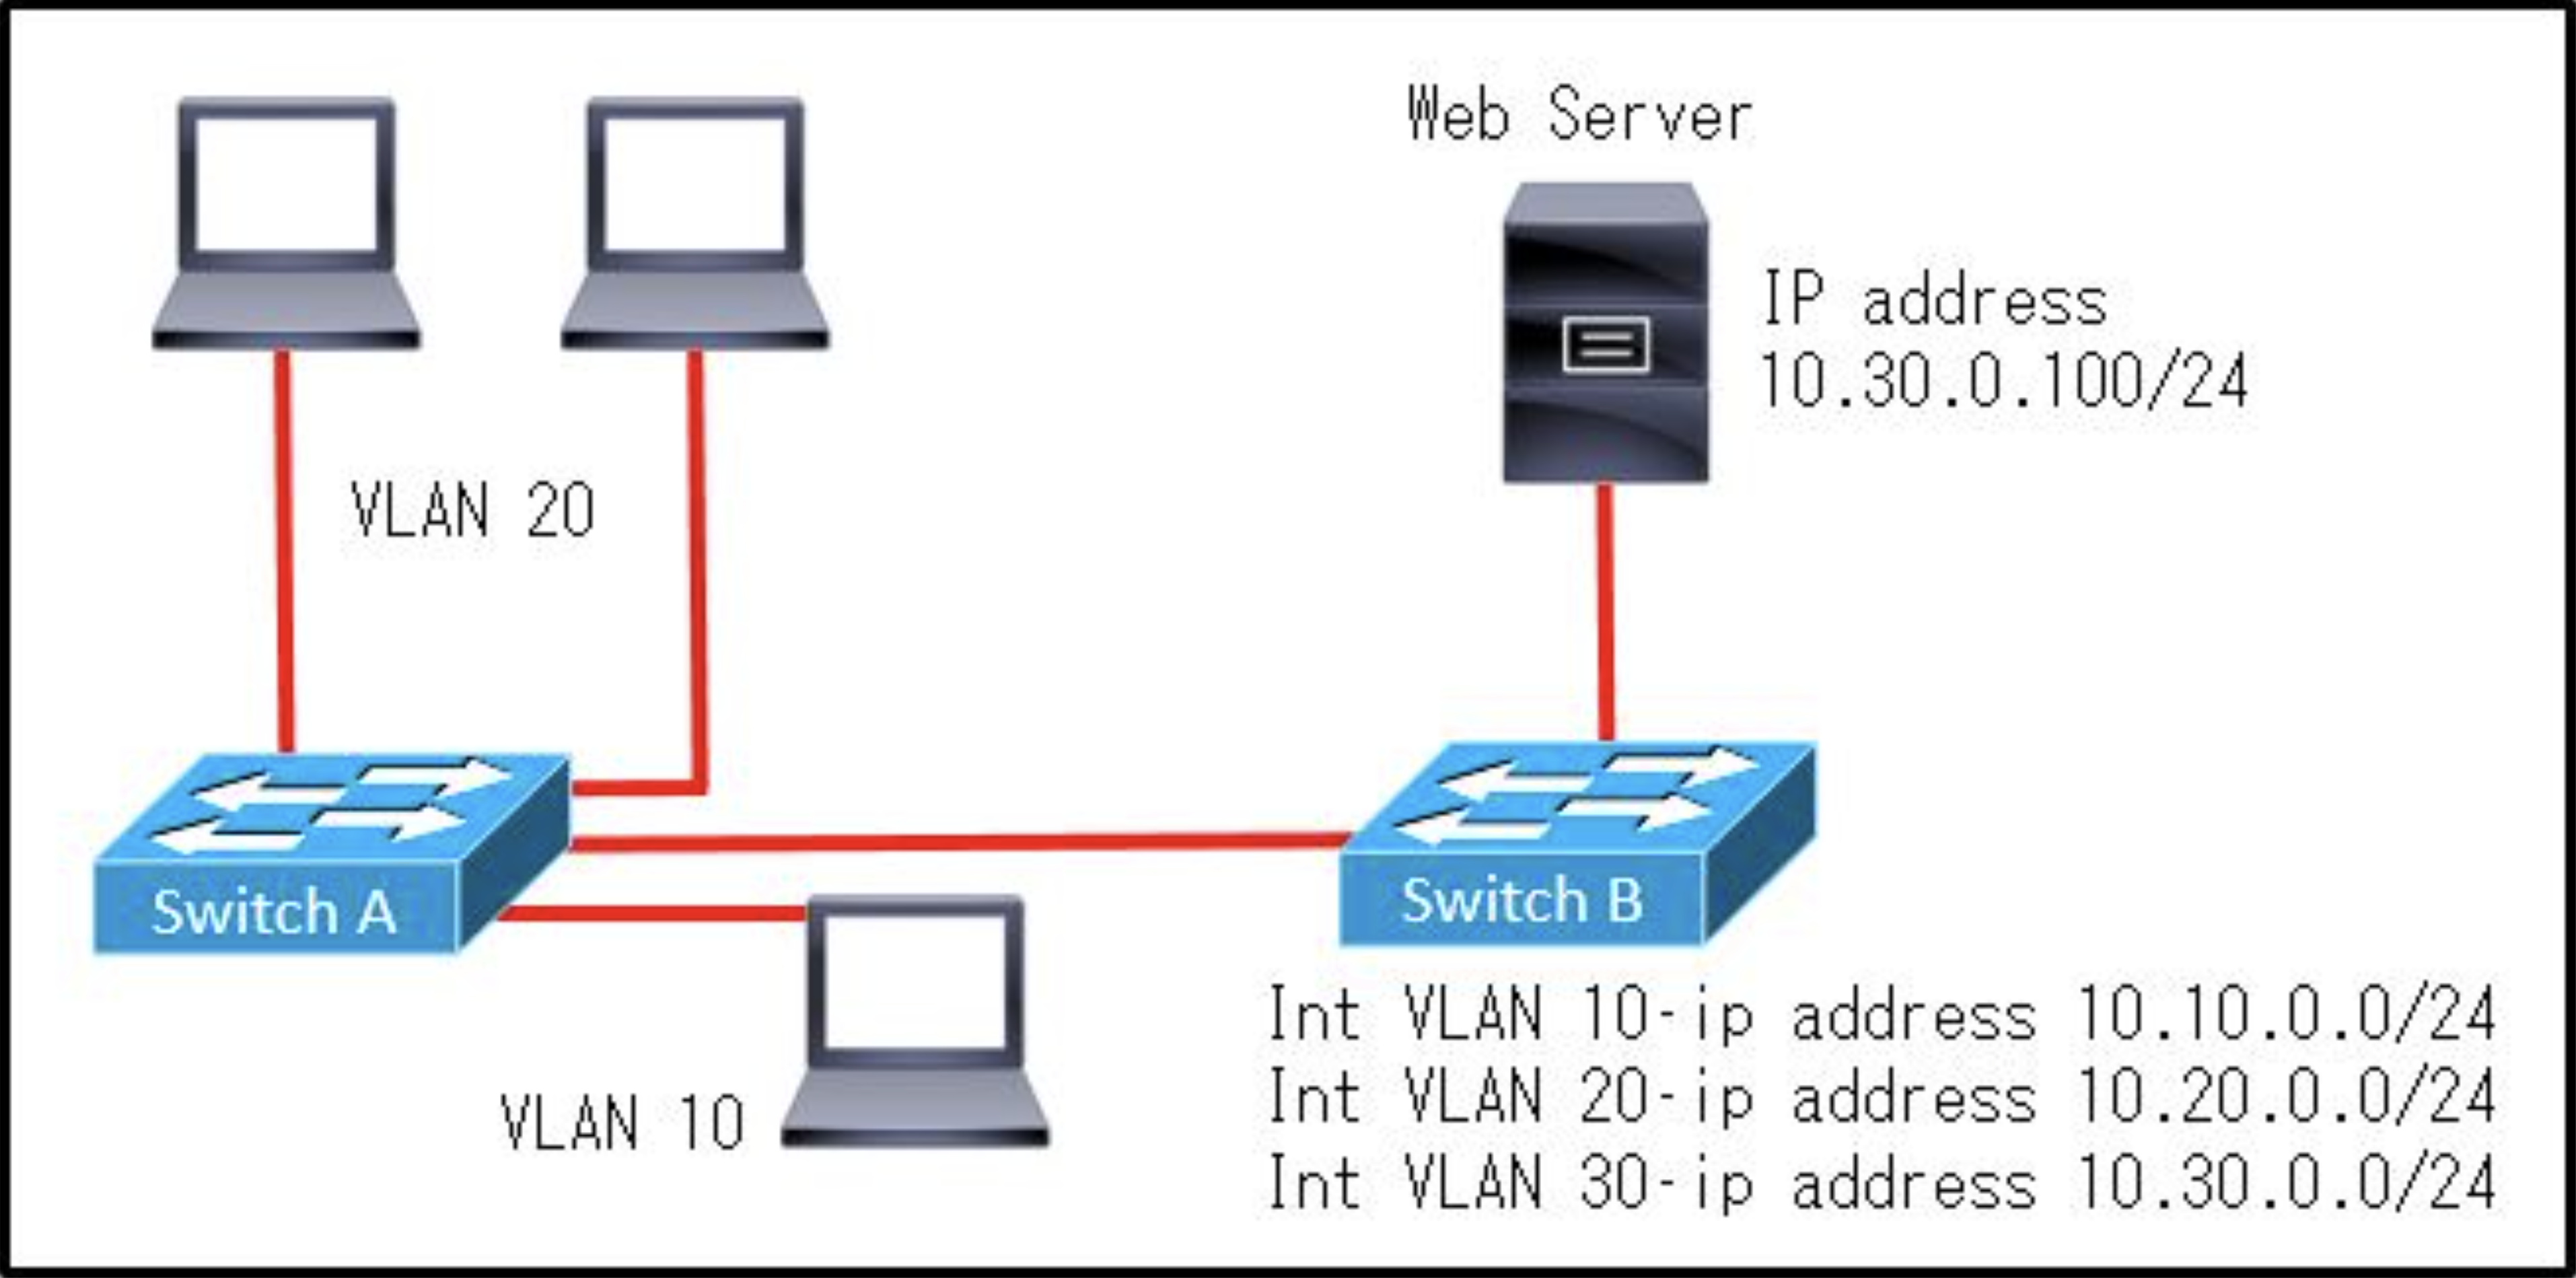 Web Server
IP address
10.30.0.100/24
VLAN 20
Switch A
Switch B
VLAN 10
Int VLAN 10-ip address 10.10.0.0/24
Int VLAN 20-ip address 10.20.0.0/24
Int VLAN 30-ip address 10.30.0.0/24